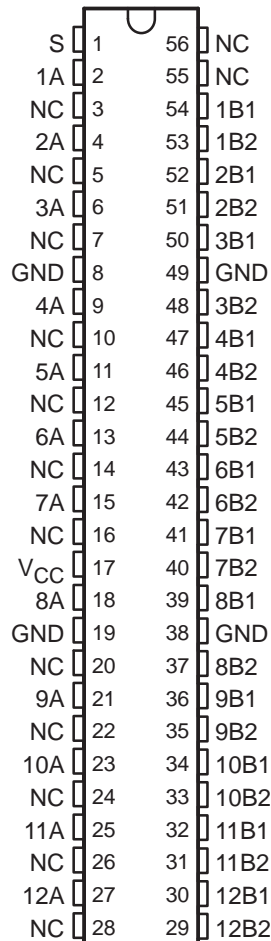 S 1 56 NC
1A 2 55 NC
NC 3 54 1B1
2A 4 53 1B2
NC 5 52 2B1
3A 6 51 2B2
NC 7 50 3B1
GND 8 49 GND
4A 9 48 3B2
NC 10 47 4B1
5A 11 46 4B2
NC 12 45 5B1
6A 13 44 5B2
NC 14 43 6B1
7A 15 42 6B2
NC 16 41 7B1
VCC 17 40 7B2
8A 18 39 8B1
GND 19 38 GND
NC 20 37 8B2
9A 21 36 9B1
NC 22 35 9B2
10A 23 34 10B1
NC 24 33 10B2
11A 25 32 11B1
NC 26 31 11B2
12A 27 30 12B1
NC 28 29 12B2